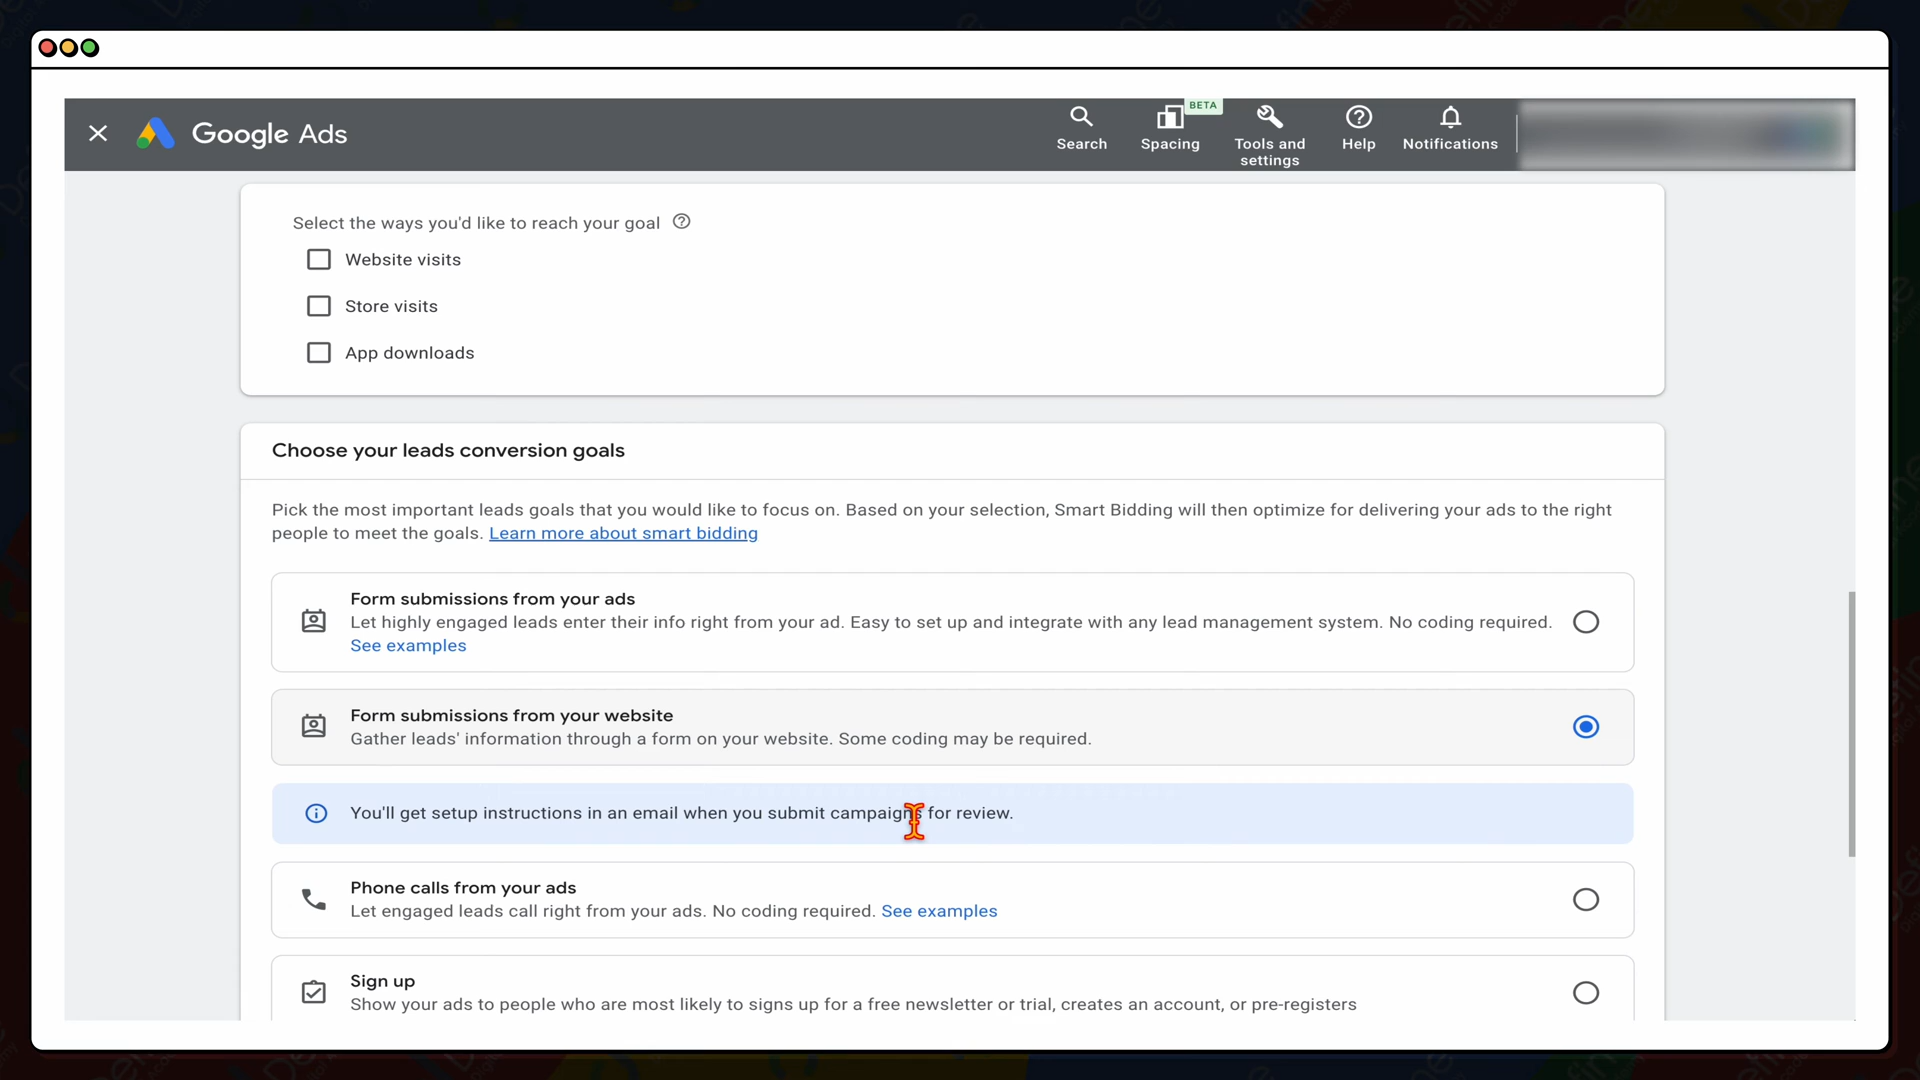 Google Ads
Search
Spacing
BETA
Tools and
settings
Help
Notifications
Select the ways you'd like to reach your goal
Website visits
Store visits
App downloads
Choose your leads conversion goals
Pick the most important leads goals that you would like to focus on. Based on your selection, Smart Bidding will then optimize for delivering your ads to the right
people to meet the goals. Learn more about smart bidding
Form submissions from your ads
Let highly engaged leads enter their info right from your ad. Easy to set up and integrate with any lead management system. No coding required.
See examples
Form submissions from your website
Gather leads' information through a form on your website. Some coding may be required.
You'll get setup instructions in an email when you submit campaigns for review.
Phone calls from your ads
Let engaged leads call right from your ads. No coding required. See examples
Sign up
Show your ads to people who are most likely to signs up for a free newsletter or trial, creates an account, or pre-registers